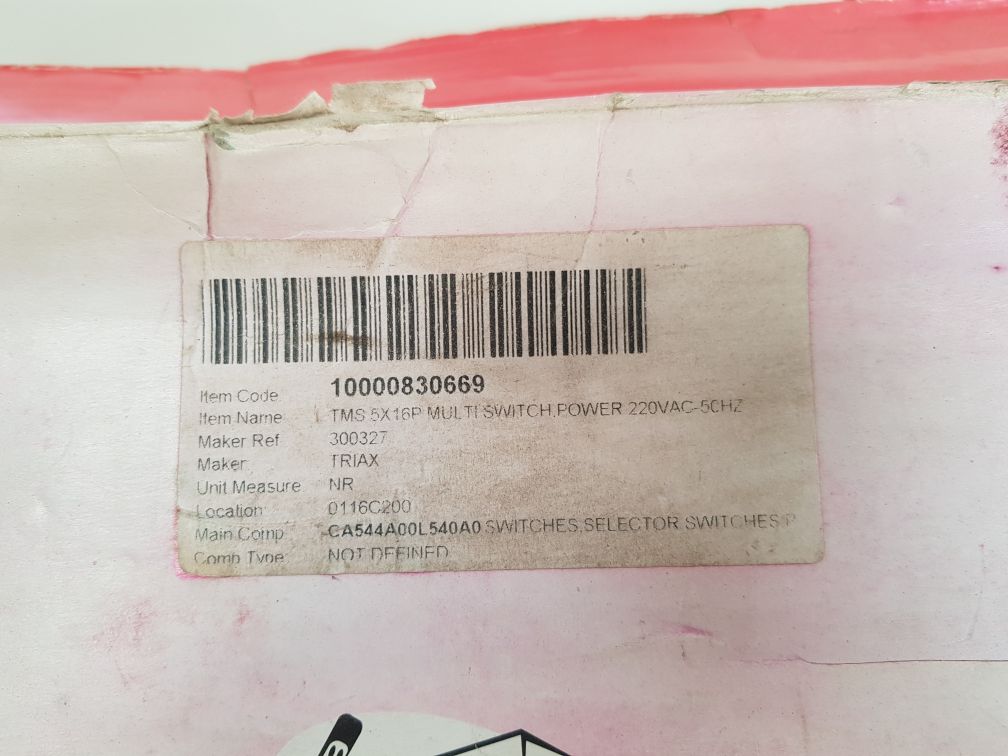 Item Code 10000830669
Item Name TMS 5X16P MULTI SWITCH,POWER 220VAC-50HZ
Maker Ref 300327
Maker TRIAX
Unit Measure NR
Location 0116C200
Main Comp CA544A00L540A0 SWITCHES,SELECTOR SWITCHES P
Comp Type NOT DEFINED